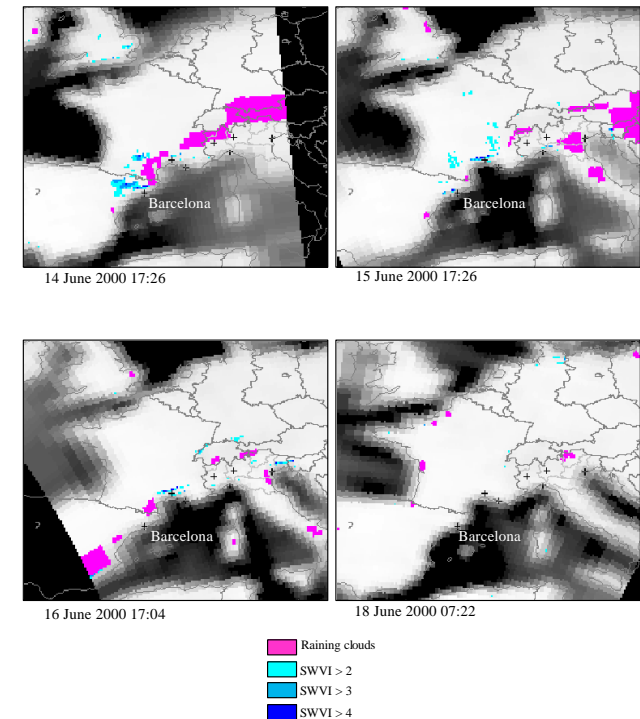 Barcelona
14 June 2000 17:26
Barcelona
15 June 2000 17:26
Barcelona
16 June 2000 17:04
Barcelona
18 June 2000 07:22
Raining clouds
SWVI > 2
SWVI > 3
SWVI > 4